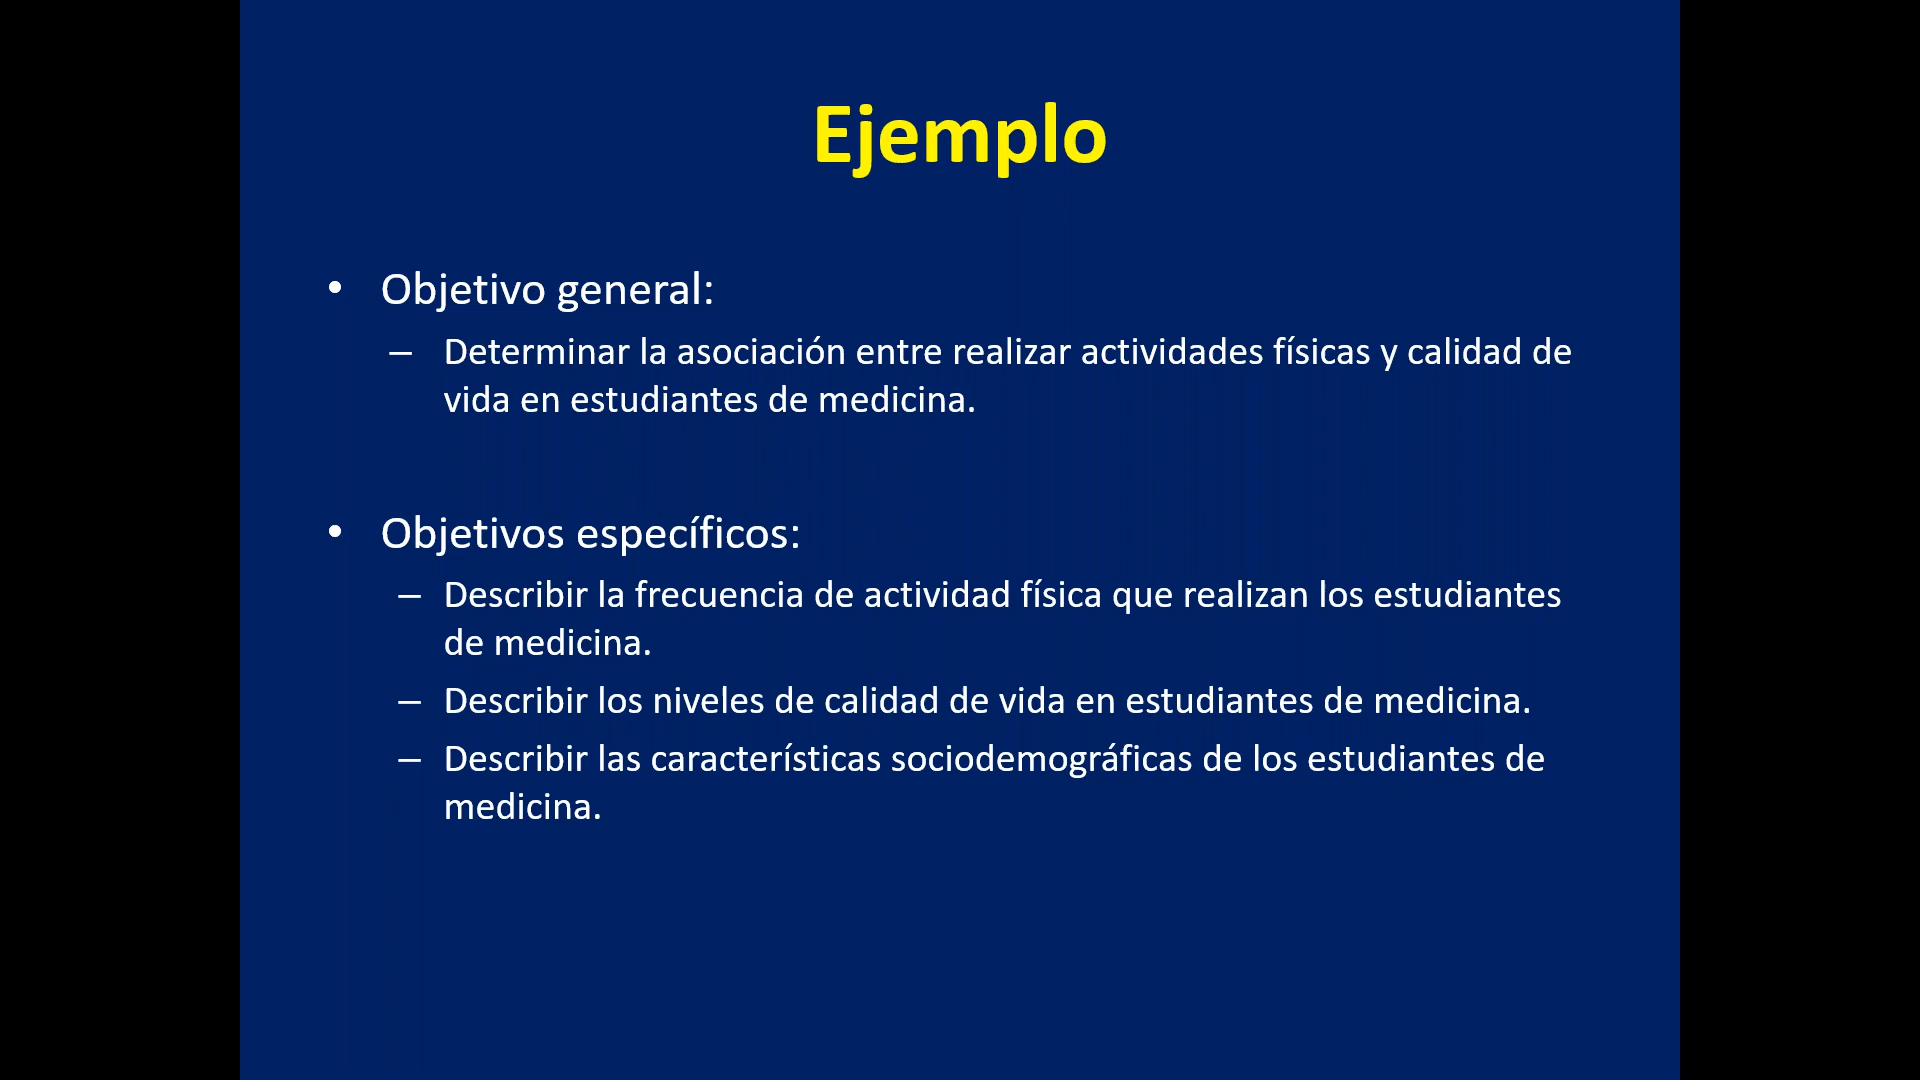 Ejemplo
• Objetivo general:
– Determinar la asociación entre realizar actividades físicas y calidad de
vida en estudiantes de medicina.
• Objetivos específicos:
– Describir la frecuencia de actividad física que realizan los estudiantes
de medicina.
– Describir los niveles de calidad de vida en estudiantes de medicina.
– Describir las características sociodemográficas de los estudiantes de
medicina.